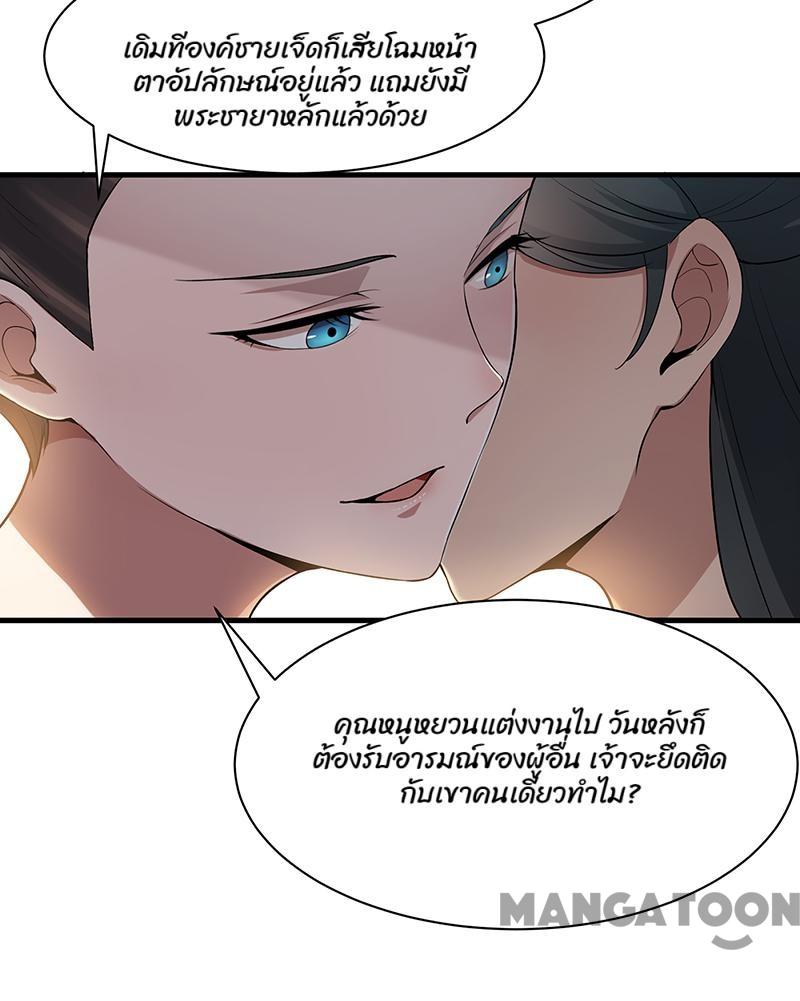 เดิมทีองค์ชายเจ็ดก็เสียโฉมหน้า
ตาอัปลักษณ์อยู่แล้ว แถมยังมี
พระชายาหลักแล้วด้วย
คุณหนูหยวนแต่งงานไป วันหลังก็
ต้องรับอารมณ์ของผู้อื่น เจ้าจะยึดติด
กับเขาคนเดียวทำไม?
MANGATOON